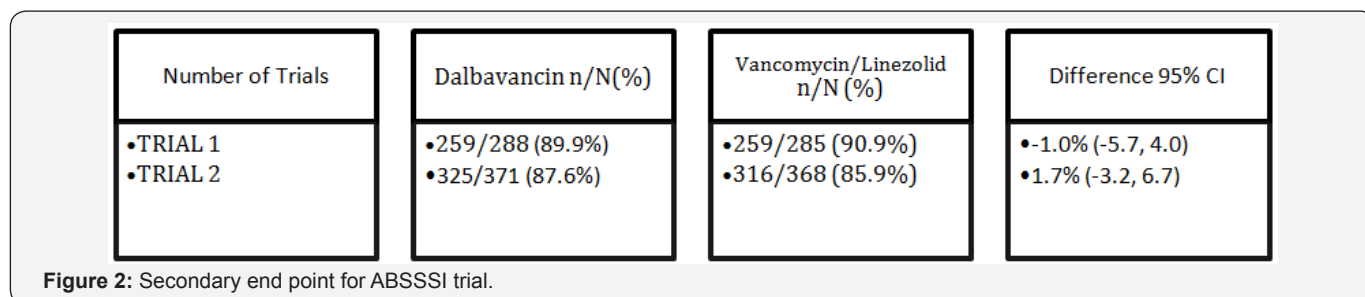 Number of Trials
Dalbavancin n/N(%)
Vancomycin/Linezolid
n/N (%)
Difference 95% CI
•TRIAL 1
•TRIAL 2
•259/288 (89.9%)
•325/371 (87.6%)
•259/285 (90.9%)
•316/368 (85.9%)
•-1.0% (-5.7, 4.0)
•1.7% (-3.2, 6.7)
Figure 2: Secondary end point for ABSSSI trial.